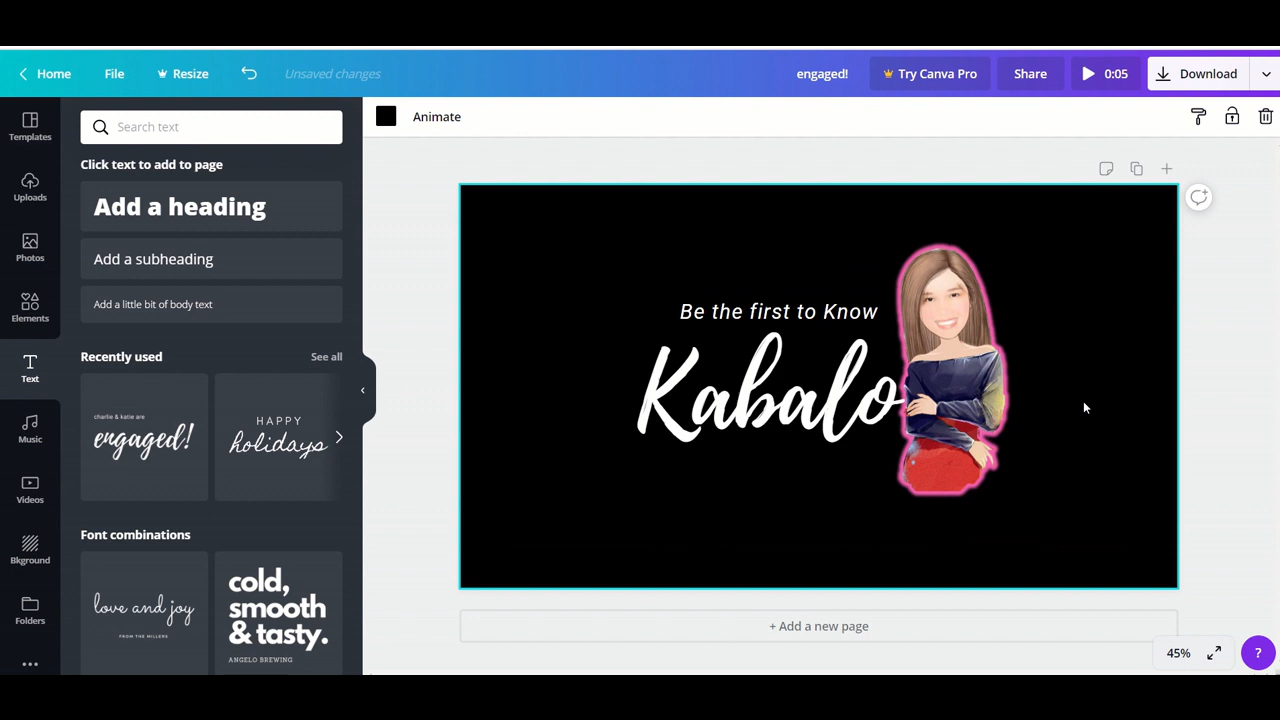 Home File Resize Unsaved changes engaged! Try Canva Pro Share 0:05 Download
Templates
Uploads
Photos
Elements
Text
Music
Videos
Bkground
Folders
Search text
Click text to add to page
Add a heading
Add a subheading
Add a little bit of body text
Recently used See all
charlie & katie are
engaged!
HAPPY
holidays
Font combinations
love and joy
FROM THE MILLERS
cold,
smooth
& tasty.
ANGELO BREWING
Animate
Be the first to Know
Kabalo
+ Add a new page
45% ?